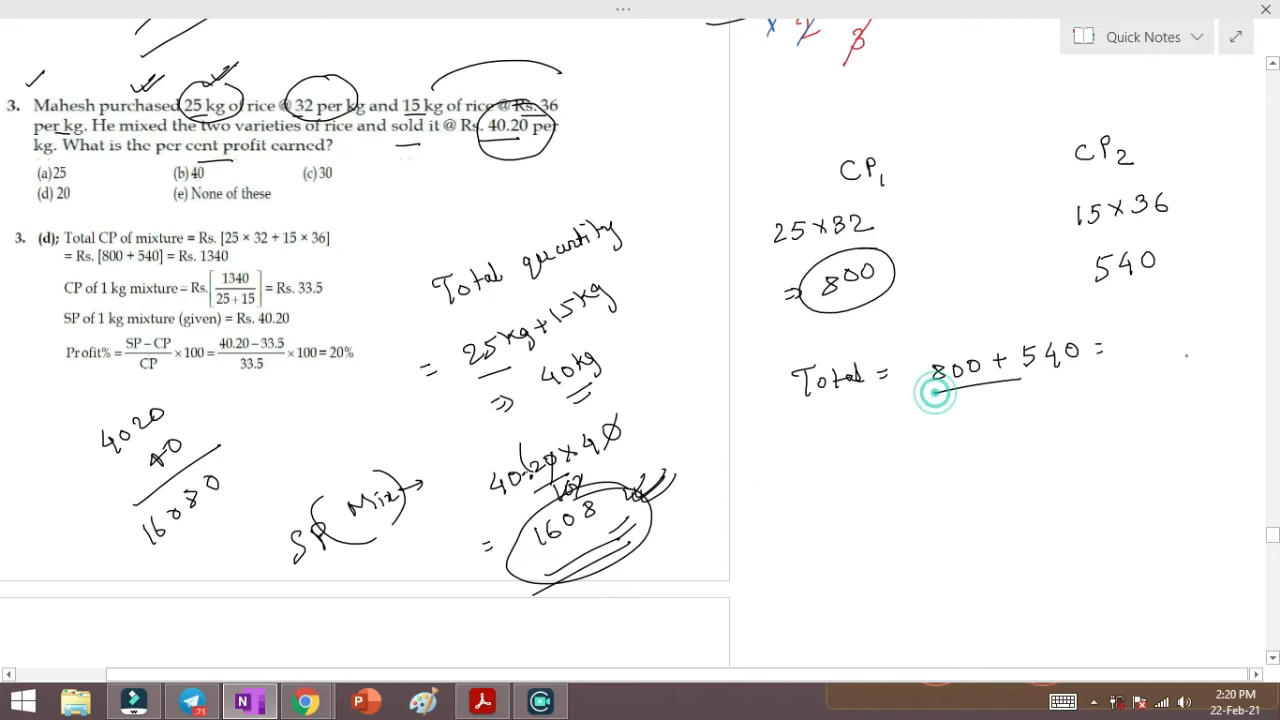 Quick Notes
3. Mahesh purchased 25 kg of rice @ 32 per kg and 15 kg of rice @ Rs. 36
per kg. He mixed the two varieties of rice and sold it @ Rs. 40.20 per
kg. What is the per cent profit earned?
(a)25 (b) 40 (c) 30
(d) 20 (e) None of these
3. (d); Total CP of mixture = Rs. [25 × 32 + 15 × 36]
= Rs. [800 + 540] = Rs. 1340
CP of 1 kg mixture = Rs. [1340 / 25 + 15] = Rs. 33.5
SP of 1 kg mixture (given) = Rs. 40.20
Profit% = SP – CP / CP × 100 = 40.20 – 33.5 / 33.5 × 100 = 20%
Total quantity
= 25kg + 15kg
⇒ 40kg
4020
40
16080
SP (Mix) →
40.20 × 40
= 1608
CP1 CP2
25 × 32 15 × 36
⇒ 800 540
Total = 800 + 540 =
75
2:20 PM
22-Feb-21